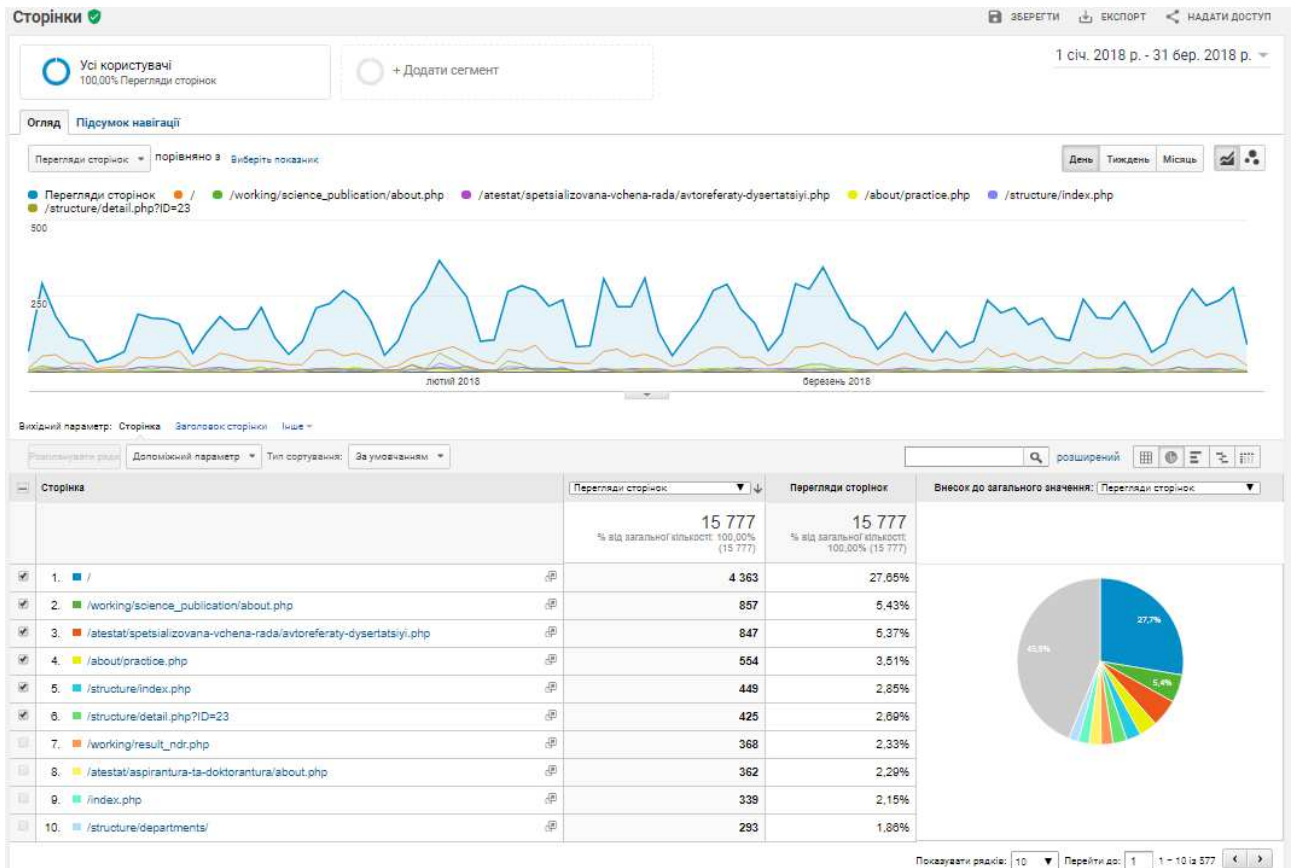 Сторінки
ЗБЕРЕГТИ ЕКСПОРТ НАДАТИ ДОСТУП
Усі користувачі
100,00% Перегляди сторінок
+ Додати сегмент
1 січ. 2018 р. - 31 бер. 2018 р.
Огляд Підсумок навігації
Перегляди сторінок порівняно з Виберіть показник
День Тиждень Місяць
Перегляди сторінок / /working/science_publication/about.php /atestat/spetsializovana-vchena-rada/avtoreferaty-dysertatsiyi.php /about/practice.php /structure/index.php
/structure/detail.php?ID=23
500
250
лютий 2018 березень 2018
Вихідний параметр: Сторінка Заголовок сторінки Інше
Допоміжний параметр Тип сортування: За умовчанням розширений
Сторінка Перегляди сторінок Перегляди сторінок Внесок до загального значення: Перегляди сторінок
15 777 15 777
% від загальної кількості: 100,00% (15 777) % від загальної кількості: 100,00% (15 777)
1. / 4 363 27,65%
2. /working/science_publication/about.php 857 5,43%
3. /atestat/spetsializovana-vchena-rada/avtoreferaty-dysertatsiyi.php 847 5,37%
4. /about/practice.php 554 3,51%
5. /structure/index.php 449 2,85%
6. /structure/detail.php?ID=23 425 2,69%
7. /working/result_ndr.php 368 2,33%
8. /atestat/aspirantura-ta-doktorantura/about.php 362 2,29%
9. /index.php 339 2,15%
10. /structure/departments/ 293 1,86%
27,7%
5,4%
Показувати рядків: 10 Перейти до: 1 1 – 10 із 577